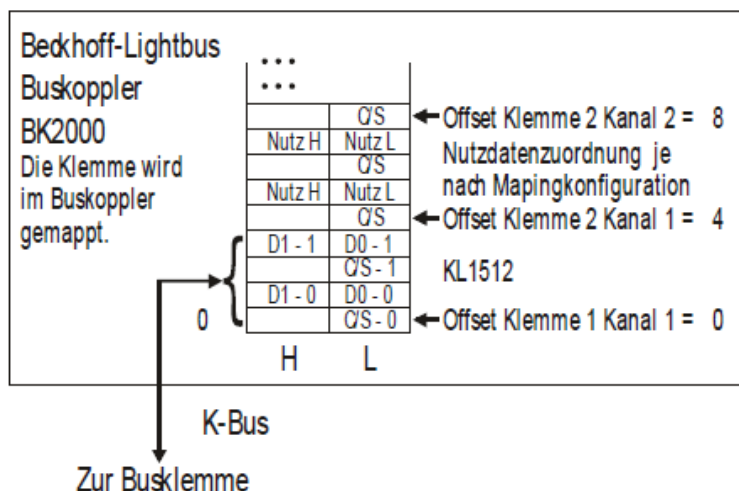 Beckhoff-Lightbus
Buskoppler
BK2000
Die Klemme wird
im Buskoppler
gemappt.
•••
•••
C/S
Nutz H Nutz L
C/S
Nutz H Nutz L
C/S
D1 - 1 D0 - 1
C/S - 1
D1 - 0 D0 - 0
0 C/S - 0
H L
Offset Klemme 2 Kanal 2 = 8
Nutzdatenzuordnung je
nach Mapingkonfiguration
Offset Klemme 2 Kanal 1 = 4
KL1512
Offset Klemme 1 Kanal 1 = 0
K-Bus
Zur Busklemme